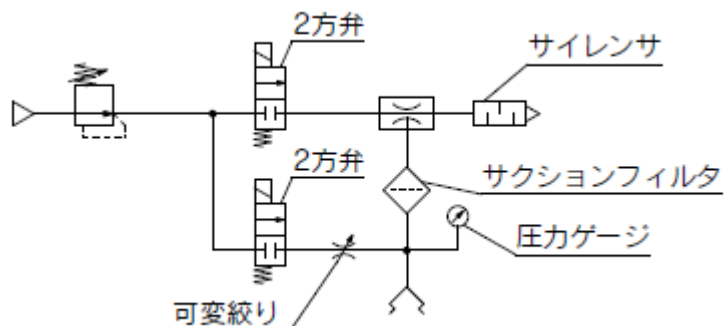 2方弁
サイレンサ
2方弁
サクションフィルタ
圧力ゲージ
可変絞り